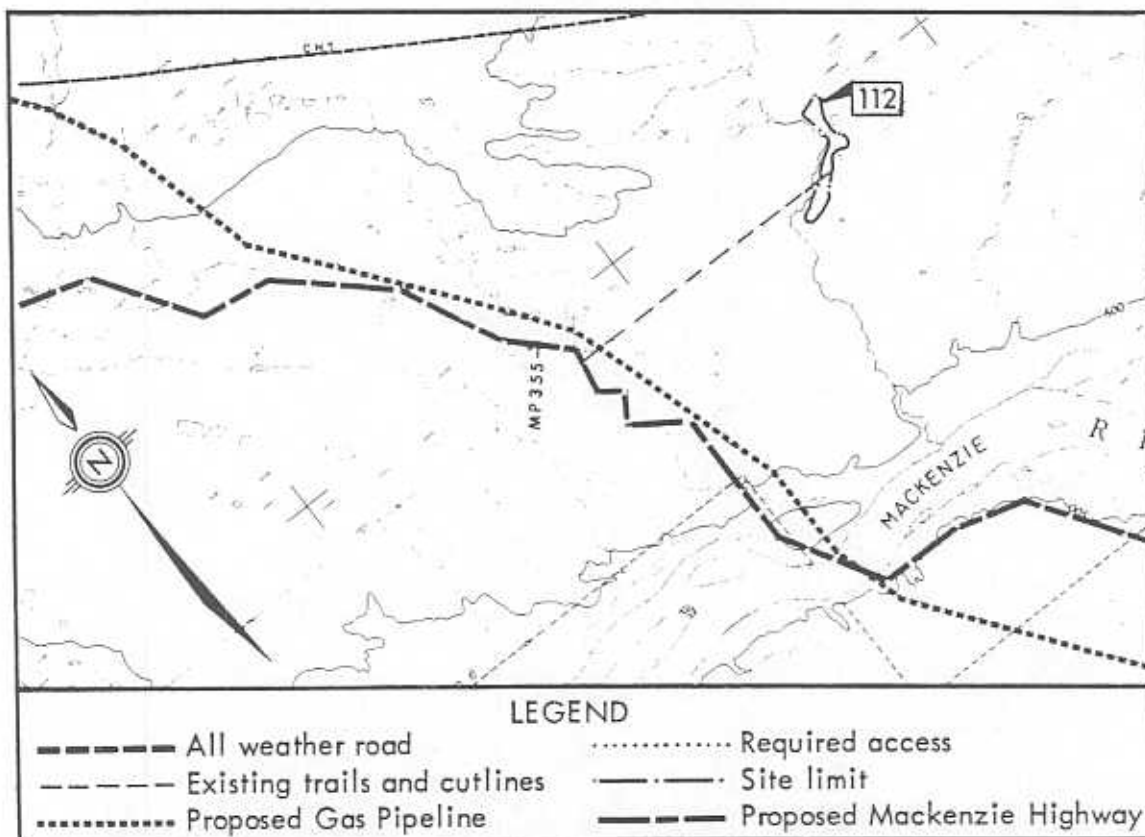 C.N.T.
112
400
MP355
MACKENZIE
R
N
LEGEND
All weather road
Required access
Existing trails and cutlines
Site limit
Proposed Gas Pipeline
Proposed Mackenzie Highway